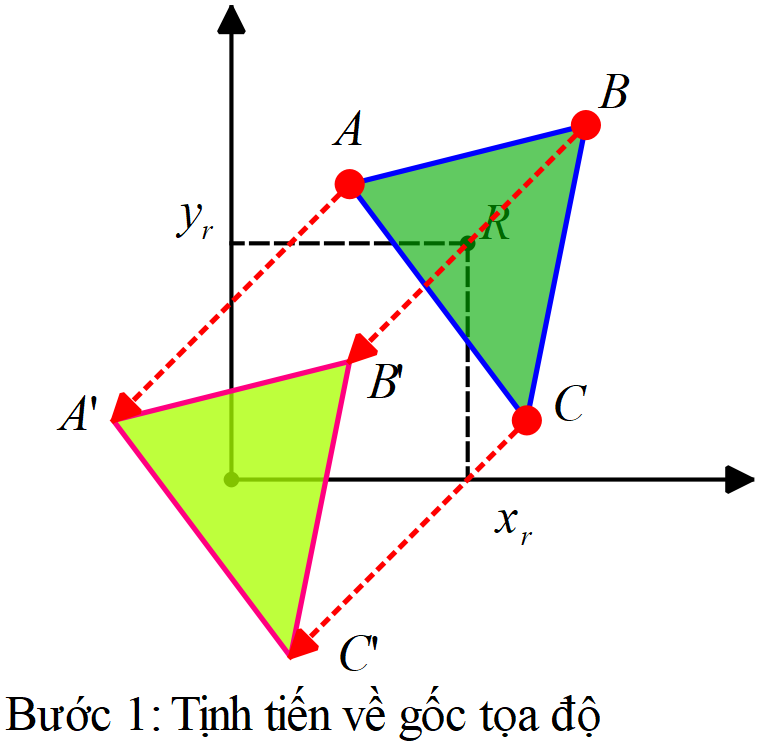 B
A
R
y_r
B'
A'
C
x_r
C'
Bước 1: Tịnh tiến về gốc tọa độ